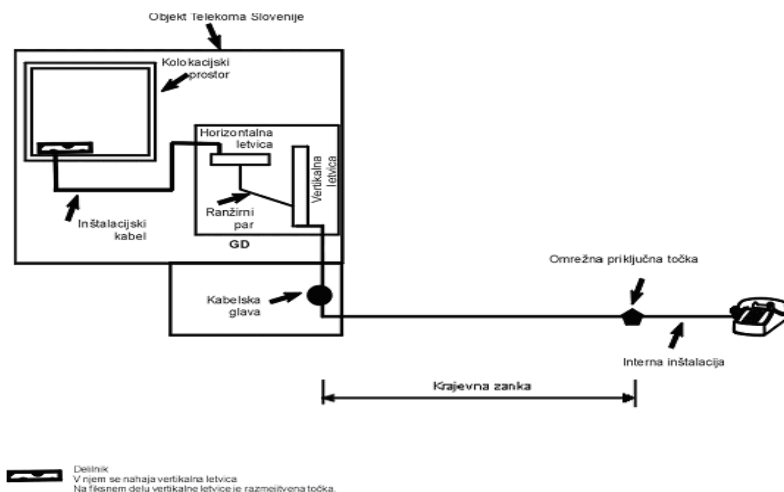 Objekt Telekoma Slovenije
Kolokacijski
prostor
Horizontalna
letvica
Vertikalna
letvica
Ranžirni
par
Inštalacijski
kabel
GD
Omrežna priključna točka
Kabelska
glava
Interna inštalacija
Krajevna zanka
Delilnik
V njem se nahaja vertikalna letvica
Na fiksnem delu vertikalne letvice je razmejitvena točka.